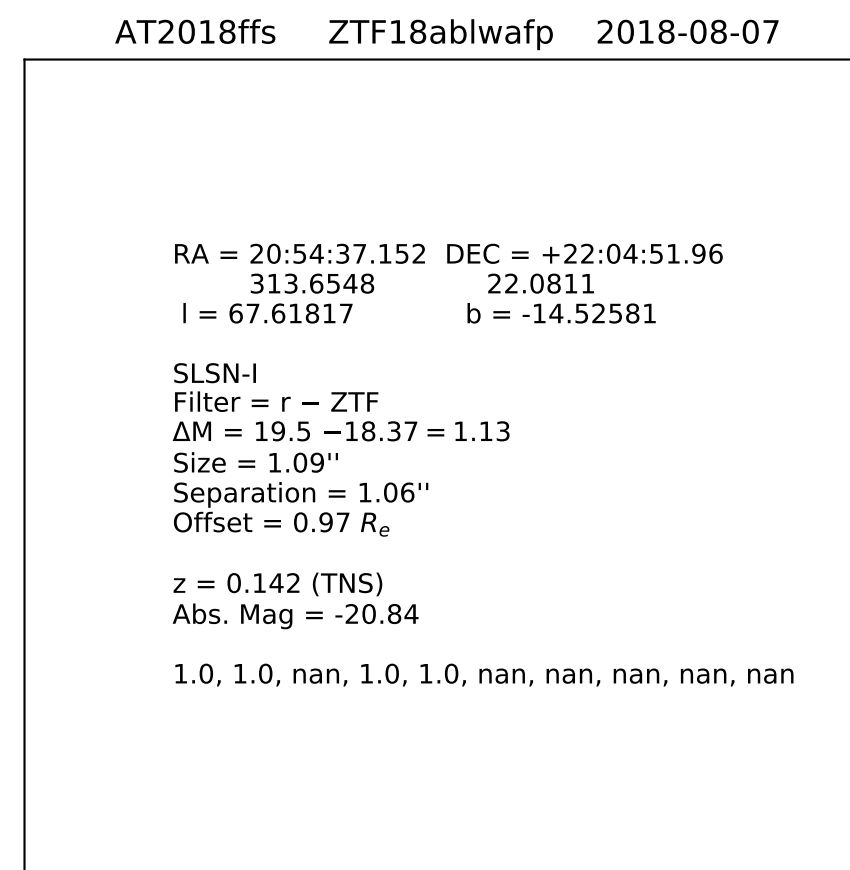 AT2018ffs ZTF18ablwafp 2018-08-07
RA = 20:54:37.152 DEC = +22:04:51.96
313.6548 22.0811
l = 67.61817 b = -14.52581
SLSN-I
Filter = r − ZTF
ΔM = 19.5 −18.37 = 1.13
Size = 1.09''
Separation = 1.06''
Offset = 0.97 Rₑ
z = 0.142 (TNS)
Abs. Mag = -20.84
1.0, 1.0, nan, 1.0, 1.0, nan, nan, nan, nan, nan